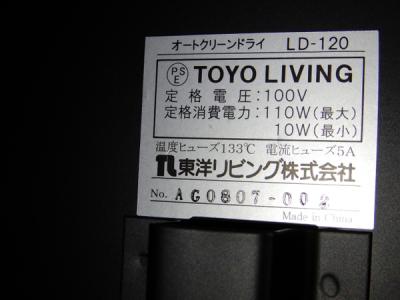 オートクリーンドライ LD-120
PS E TOYO LIVING
定格電圧:100V
定格消費電力:110W(最大)
10W(最小)
温度ヒューズ133℃ 電流ヒューズ5A
東洋リビング株式会社
No. AG0807-002
Made in China